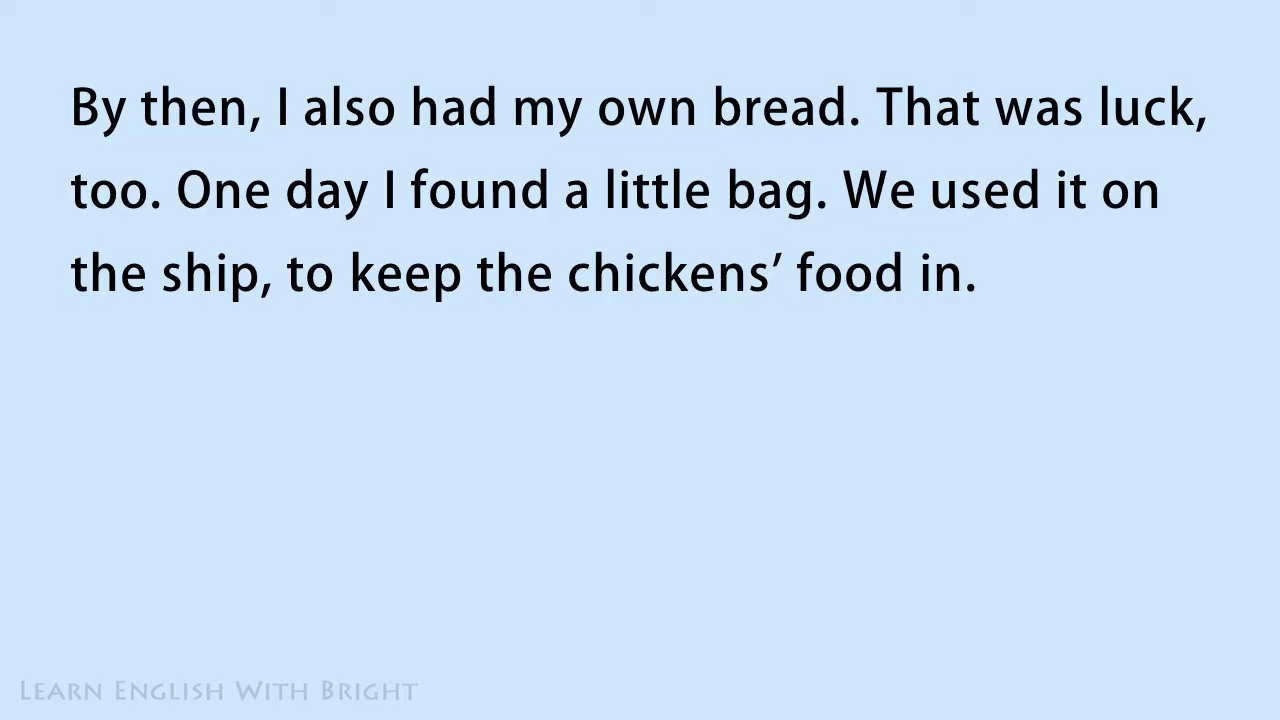 By then, I also had my own bread. That was luck,
too. One day I found a little bag. We used it on
the ship, to keep the chickens’ food in.
Learn English With Bright